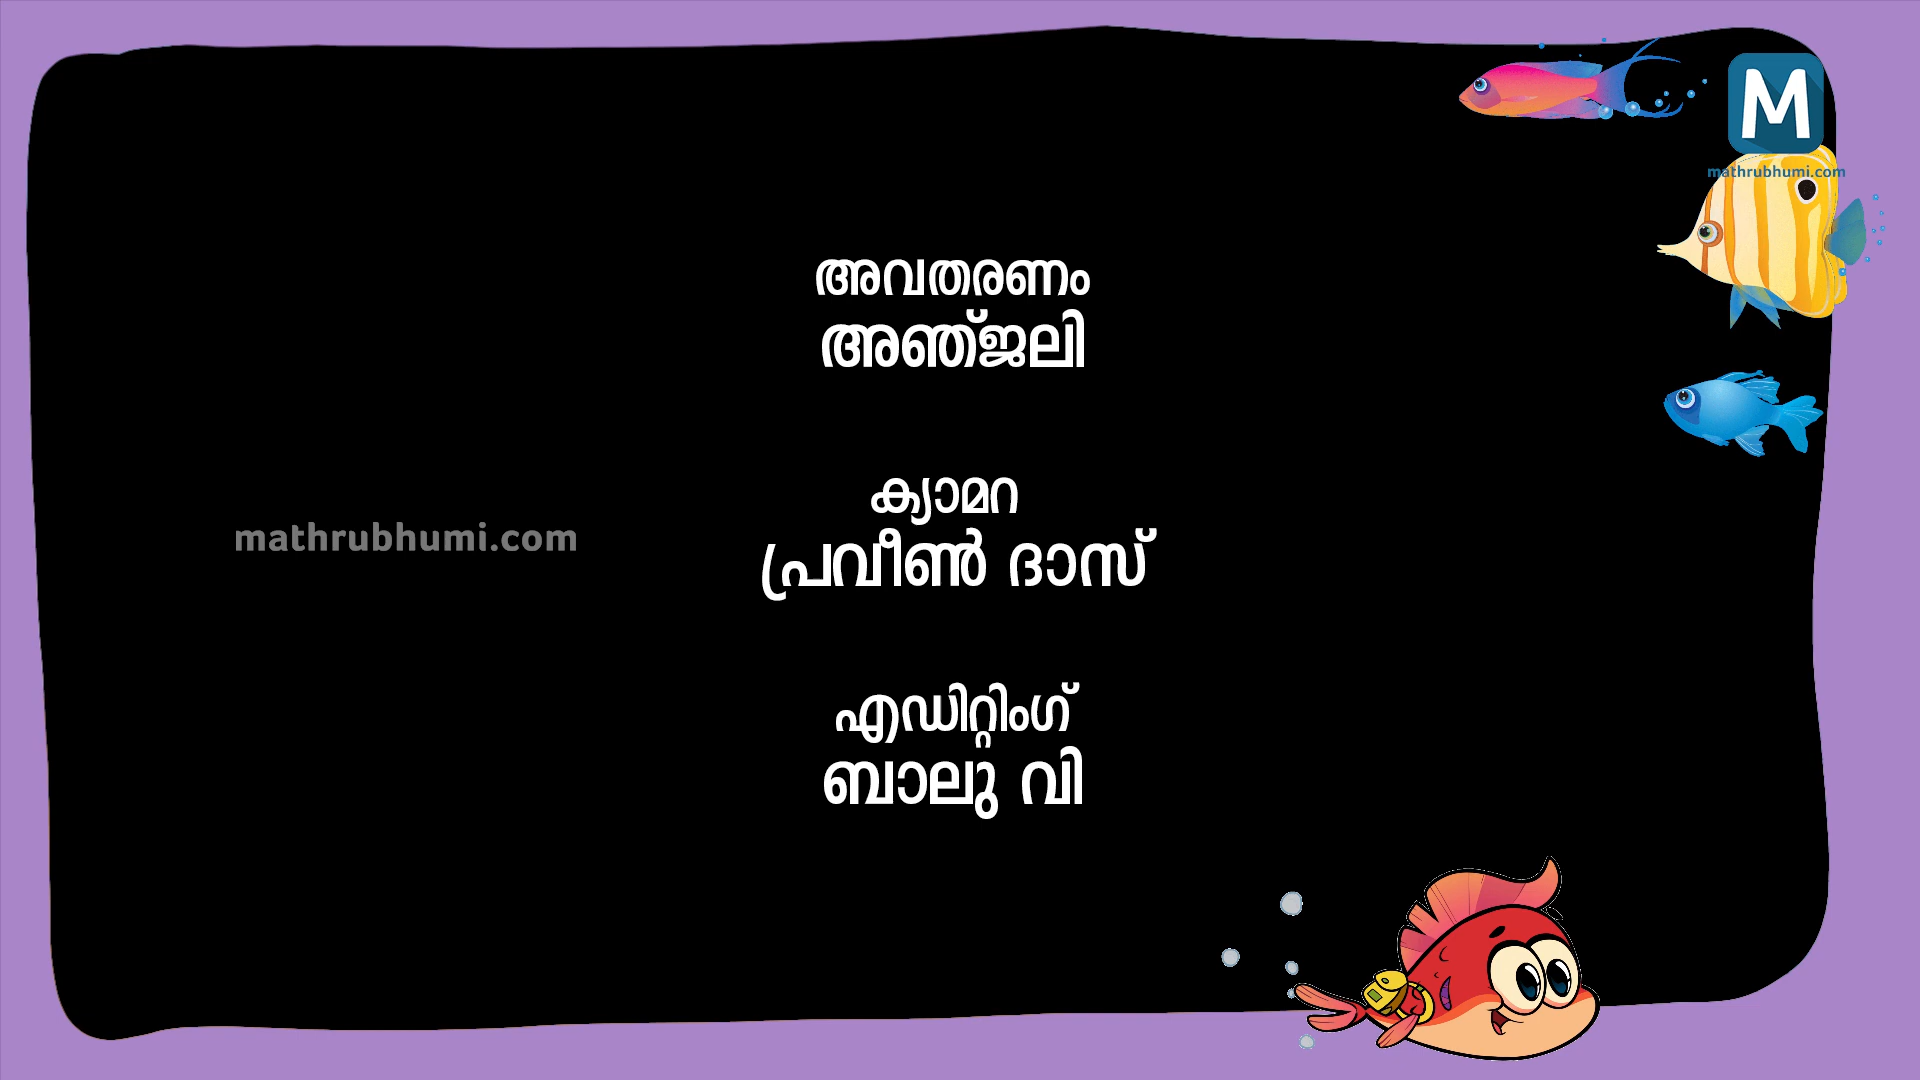 M
mathrubhumi.com
അവതരണം
അഞ്ജലി
ക്യാമറ
പ്രവീൺ ദാസ്
mathrubhumi.com
എഡിറ്റിംഗ്
ബാലു വി